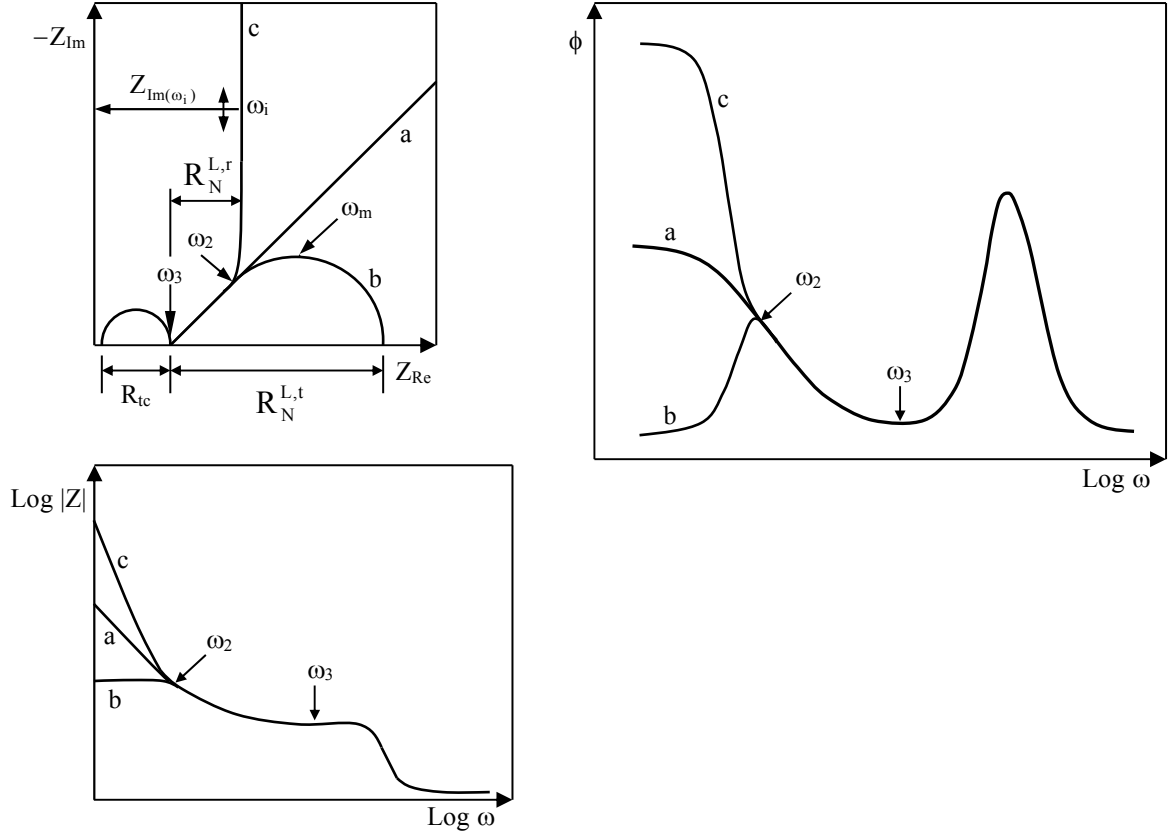 −Z_Im
c
Z_Im(ω_i)
ω_i
a
R_N^L,r
ω_m
ω_2
b
ω_3
Z_Re
R_tc
R_N^L,t
ϕ
c
a
ω_2
ω_3
b
Log ω
Log |Z|
c
a
ω_2
ω_3
b
Log ω